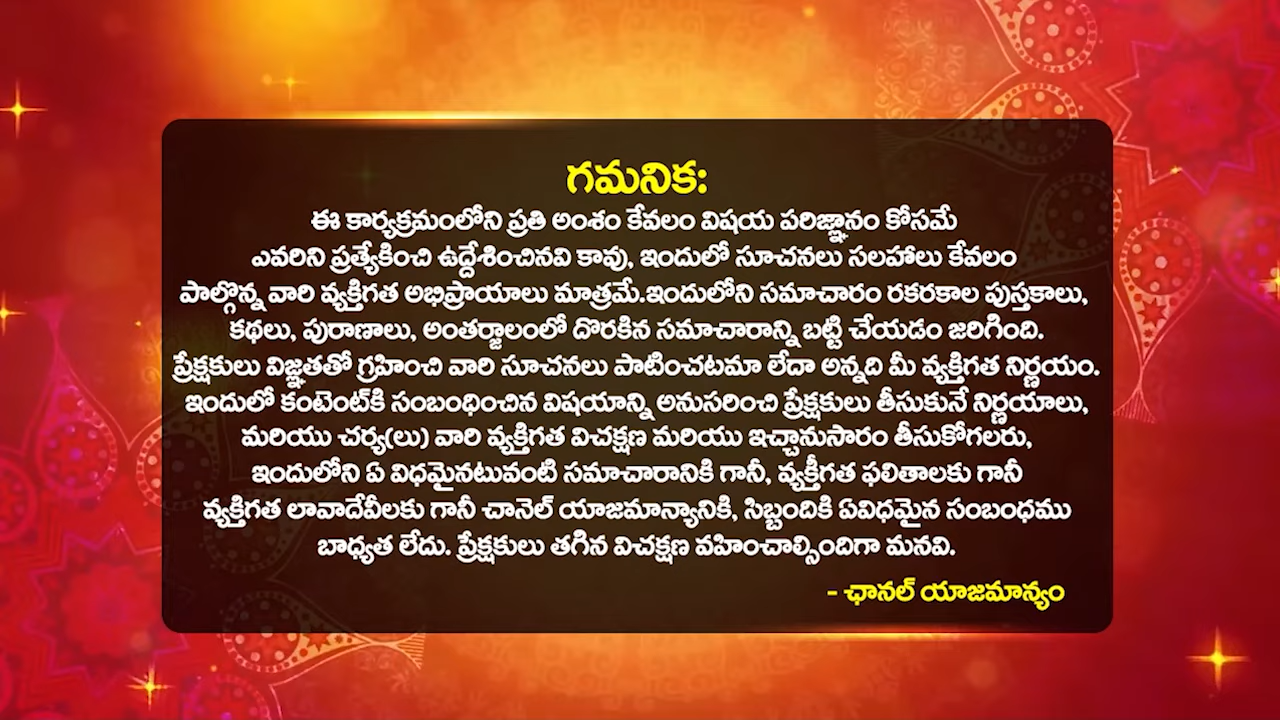 గమనిక:
ఈ కార్యక్రమంలోని ప్రతి అంశం కేవలం విషయ పరిజ్ఞానం కోసమే
ఎవరిని ప్రత్యేకించి ఉద్దేశించినవి కావు, ఇందులో సూచనలు సలహాలు కేవలం
పాల్గొన్న వారి వ్యక్తిగత అభిప్రాయాలు మాత్రమే.ఇందులోని సమాచారం రకరకాల పుస్తకాలు,
కథలు, పురాణాలు, అంతర్జాలంలో దొరకిన సమాచారాన్ని బట్టి చేయడం జరిగింది.
ప్రేక్షకులు విజ్ఞతతో గ్రహించి వారి సూచనలు పాటించటమా లేదా అన్నది మీ వ్యక్తిగత నిర్ణయం.
ఇందులో కంటెంట్‌కి సంబంధించిన విషయాన్ని అనుసరించి ప్రేక్షకులు తీసుకునే నిర్ణయాలు,
మరియు చర్య(లు) వారి వ్యక్తిగత విచక్షణ మరియు ఇచ్చానుసారం తీసుకోగలరు,
ఇందులోని ఏ విధమైనటువంటి సమాచారానికి గానీ, వ్యక్తీగత ఫలితాలకు గానీ
వ్యక్తిగత లావాదేవీలకు గానీ చానెల్ యాజమాన్యానికి, సిబ్బందికి ఏవిధమైన సంబంధము
బాధ్యత లేదు. ప్రేక్షకులు తగిన విచక్షణ వహించాల్సిందిగా మనవి.
- ఛానల్ యాజమాన్యం